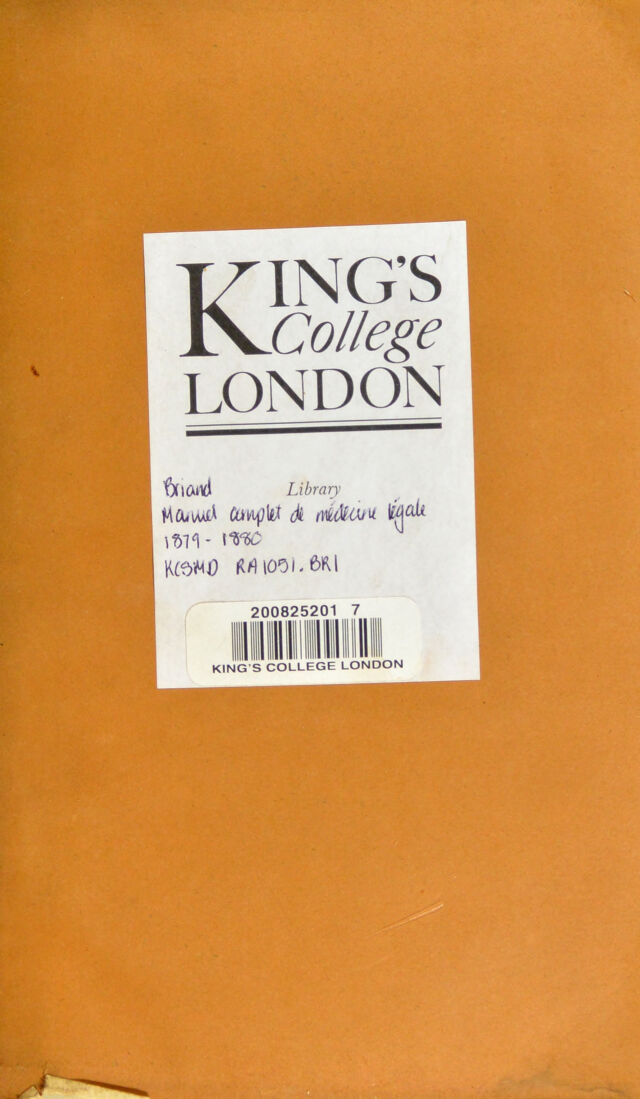 KING'S
College
LONDON
Library
Briand
Manuel complet de médecine légale
1879-1880
KCSMD RA1051.BRI
200825201 7
KING'S COLLEGE LONDON